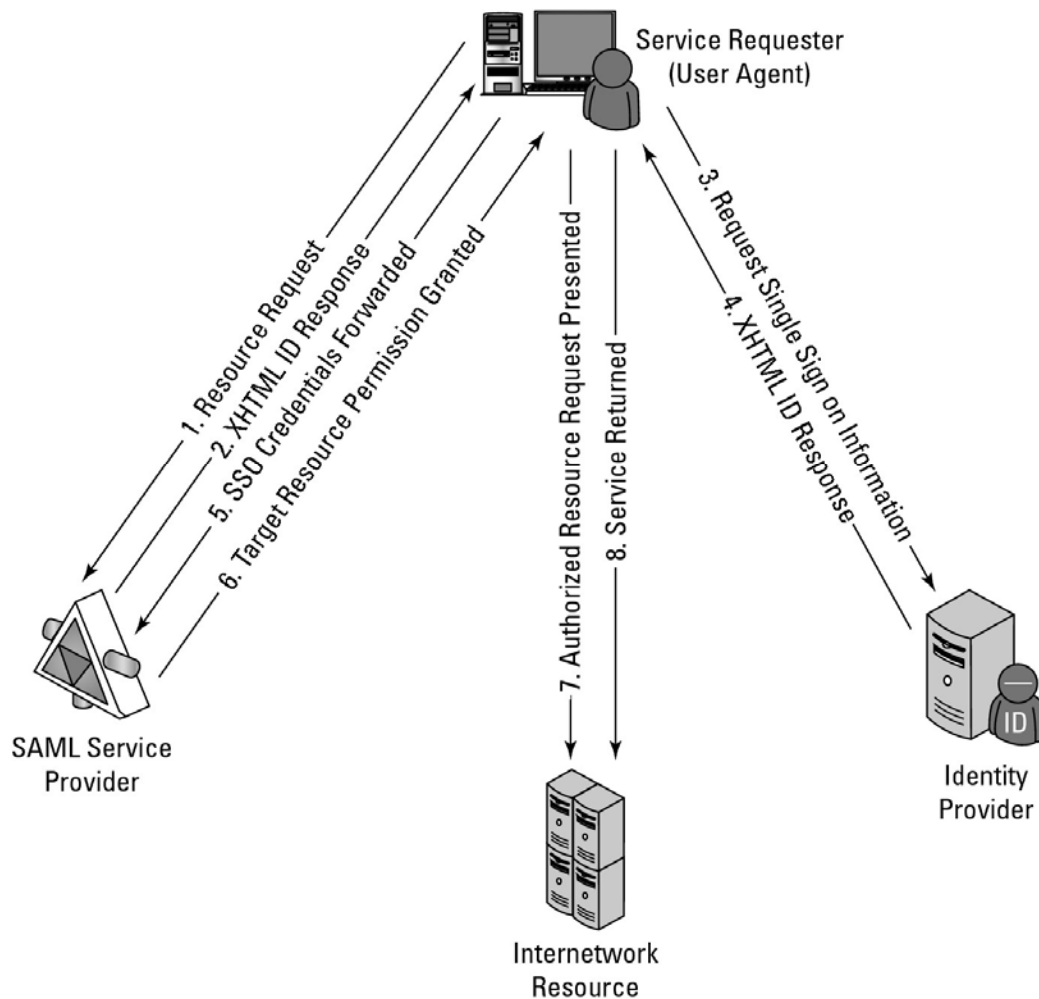 Service Requester
(User Agent)
1. Resource Request
2. XHTML ID Response
5. SSO Credentials Forwarded
6. Target Resource Permission Granted
7. Authorized Resource Request Presented
8. Service Returned
3. Request Single Sign on Information
4. XHTML ID Response
SAML Service
Provider
ID
Identity
Provider
Internetwork
Resource